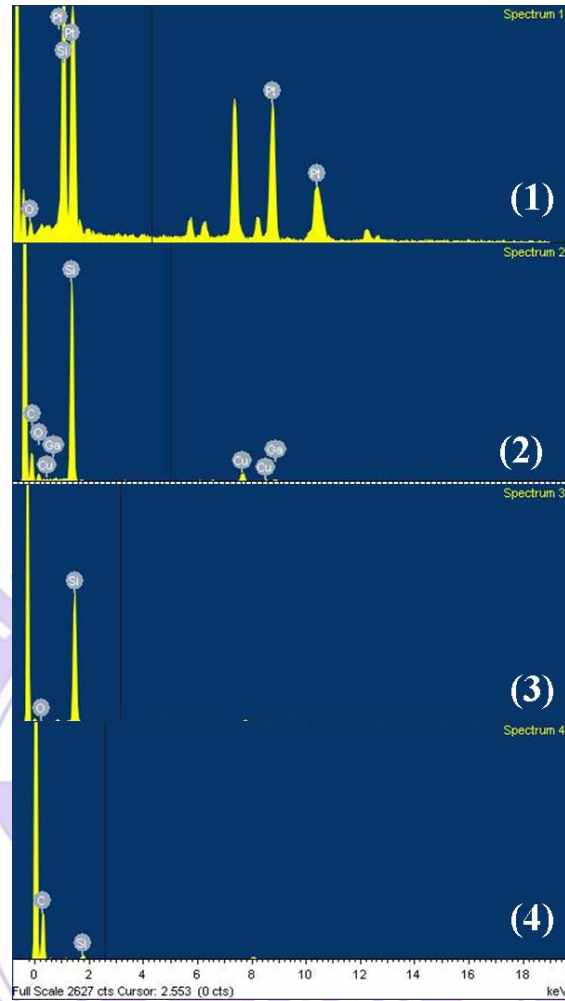 Spectrum 1
Pt
Pt
Si
Pt
Pt
O
(1)
Spectrum 2
Si
C
O
Ga
Cu
Cu
Ga
Cu
(2)
Spectrum 3
Si
O
(3)
Spectrum 4
C
Si
(4)
0 2 4 6 8 10 12 14 16 18
Full Scale 2627 cts Cursor: 2.553 (0 cts) keV